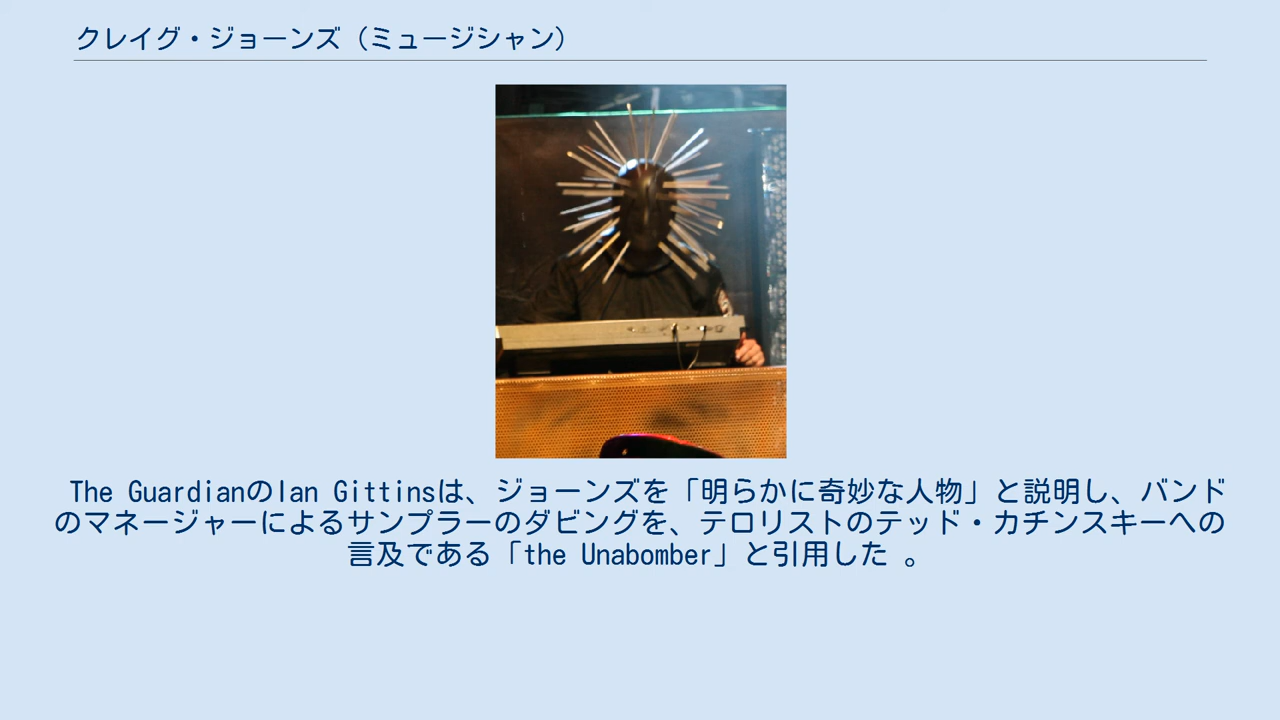 クレイグ・ジョーンズ（ミュージシャン）
The GuardianのIan Gittinsは、ジョーンズを「明らかに奇妙な人物」と説明し、バンド
のマネージャーによるサンプラーのダビングを、テロリストのテッド・カチンスキーへの
言及である「the Unabomber」と引用した 。